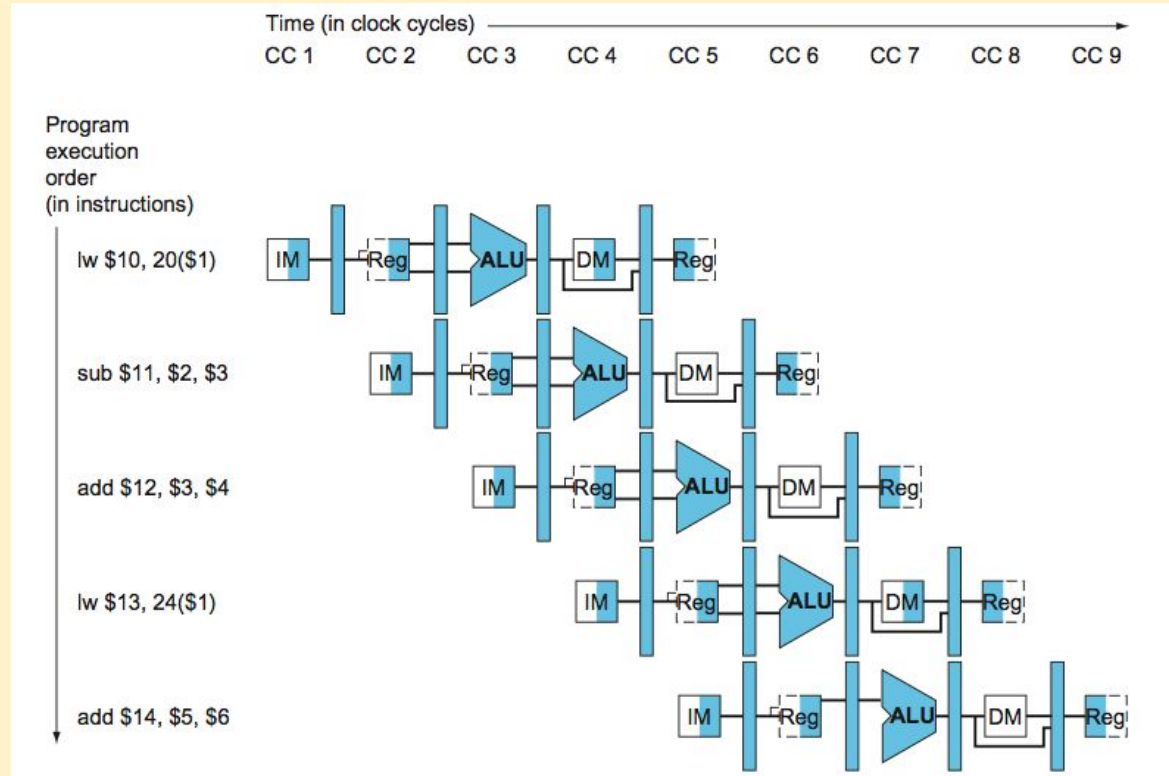 Time (in clock cycles)
CC 1 CC 2 CC 3 CC 4 CC 5 CC 6 CC 7 CC 8 CC 9
Program
execution
order
(in instructions)
lw $10, 20($1) IM Reg ALU DM Reg
sub $11, $2, $3 IM Reg ALU DM Reg
add $12, $3, $4 IM Reg ALU DM Reg
lw $13, 24($1) IM Reg ALU DM Reg
add $14, $5, $6 IM Reg ALU DM Reg